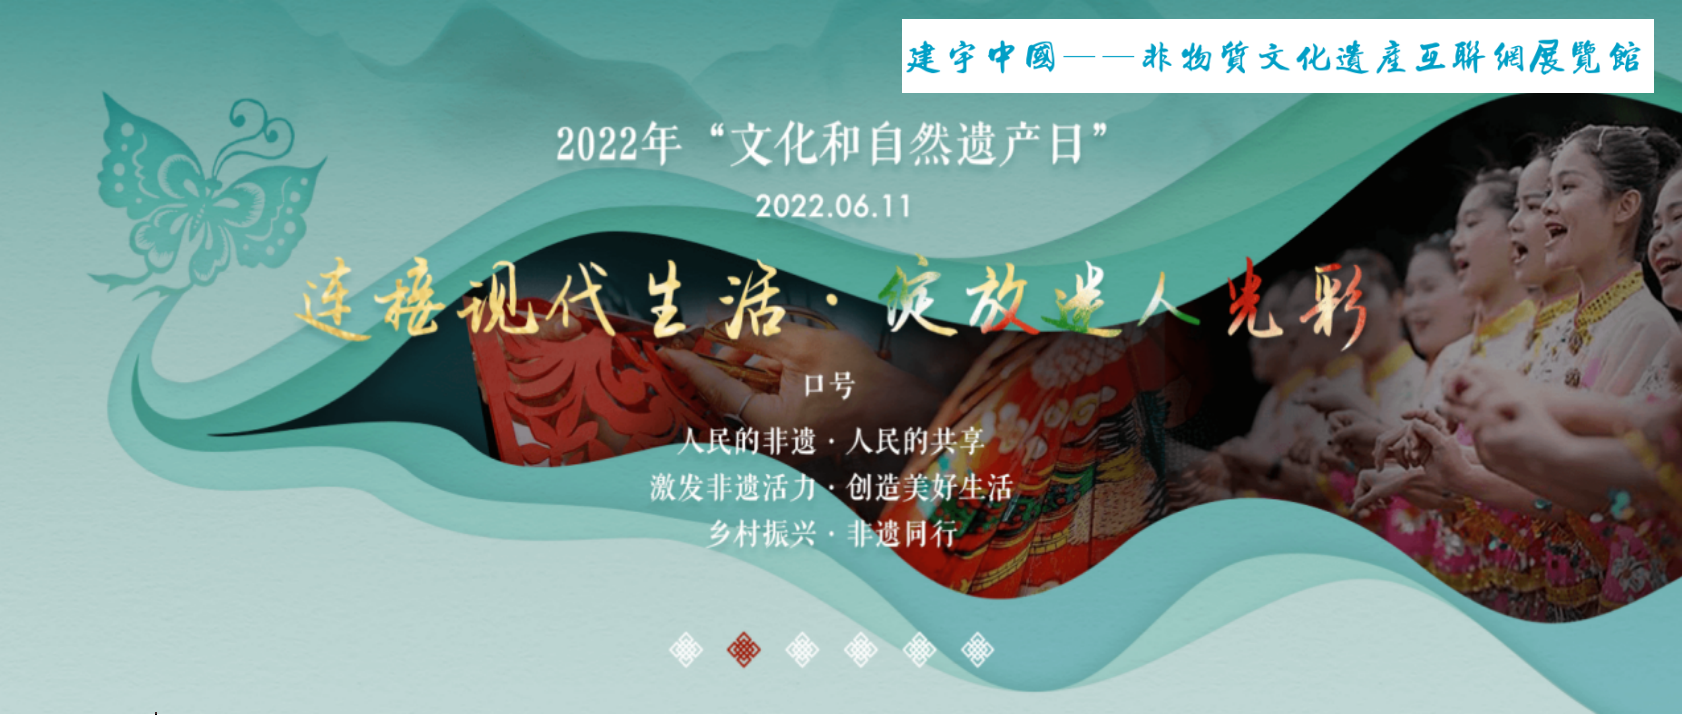 建宇中國——非物質文化遺產互聯網展覽館
2022年“文化和自然遗产日”
2022.06.11
连接现代生活·绽放迷人光彩
口号
人民的非遗·人民的共享
激发非遗活力·创造美好生活
乡村振兴·非遗同行